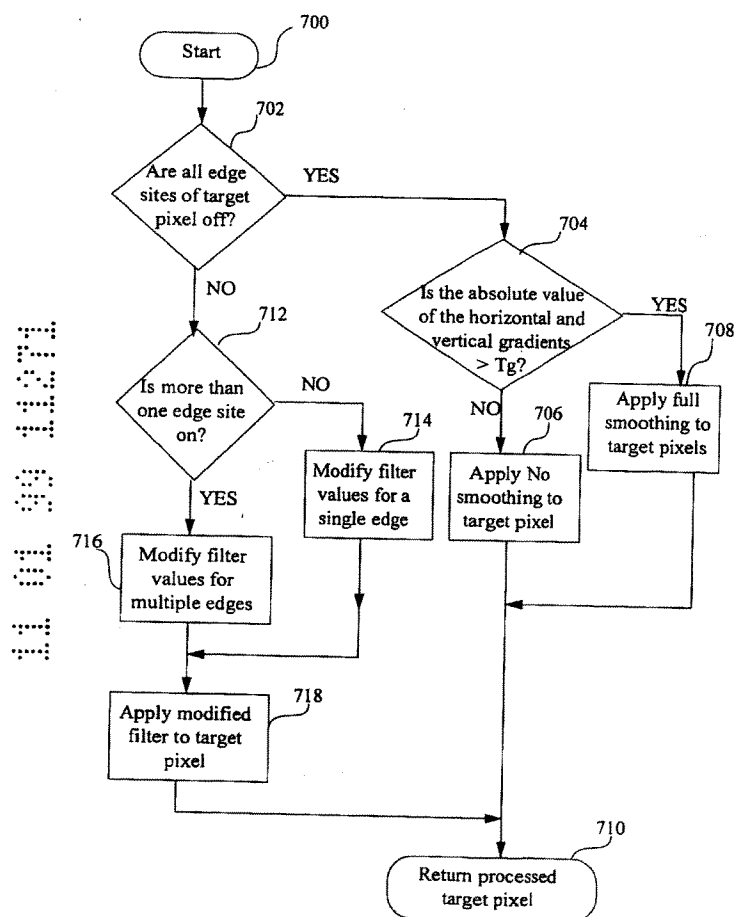 700
Start
702
Are all edge
sites of target
pixel off?
YES
704
Is the absolute value
of the horizontal and
vertical gradients
> Tg?
YES
708
Apply full
smoothing to
target pixels
NO
706
Apply No
smoothing to
target pixel
NO
712
Is more than
one edge site
on?
NO
714
Modify filter
values for a
single edge
YES
716
Modify filter
values for
multiple edges
718
Apply modified
filter to target
pixel
710
Return processed
target pixel
11 01 99 11271